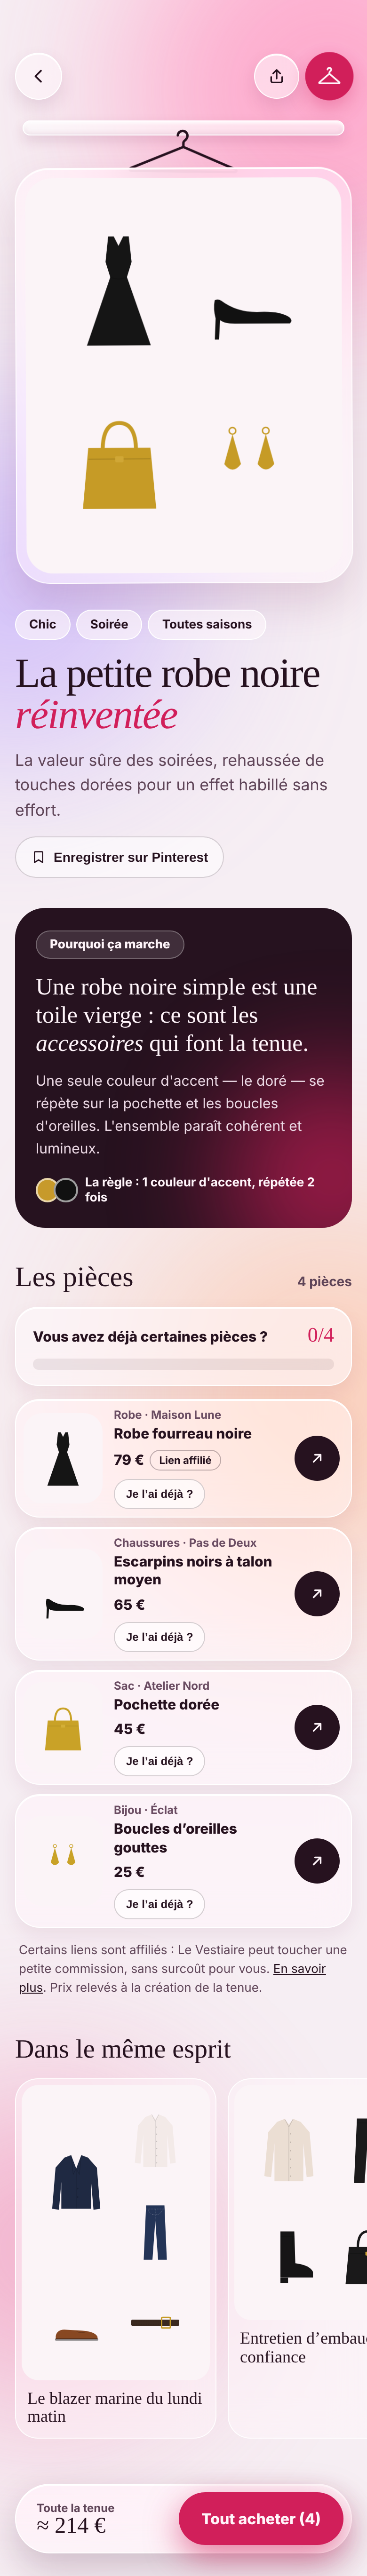 Chic
Soirée
Toutes saisons
La petite robe noire
réinventée
La valeur sûre des soirées, rehaussée de
touches dorées pour un effet habillé sans
effort.
Enregistrer sur Pinterest
Pourquoi ça marche
Une robe noire simple est une
toile vierge : ce sont les
accessoires qui font la tenue.
Une seule couleur d'accent — le doré — se
répète sur la pochette et les boucles
d'oreilles. L'ensemble paraît cohérent et
lumineux.
La règle : 1 couleur d'accent, répétée 2
fois
Les pièces
4 pièces
Vous avez déjà certaines pièces ?
0/4
Robe · Maison Lune
Robe fourreau noire
79 €
Lien affilié
Je l'ai déjà ?
Chaussures · Pas de Deux
Escarpins noirs à talon
moyen
65 €
Je l'ai déjà ?
Sac · Atelier Nord
Pochette dorée
45 €
Je l'ai déjà ?
Bijou · Éclat
Boucles d’oreilles
gouttes
25 €
Je l'ai déjà ?
Certains liens sont affiliés : Le Vestiaire peut toucher une
petite commission, sans surcoût pour vous. En savoir
plus. Prix relevés à la création de la tenue.
Dans le même esprit
Le blazer marine du lundi
matin
Entretien d’embau
confiance
Toute la tenue
≈ 214 €
Tout acheter (4)